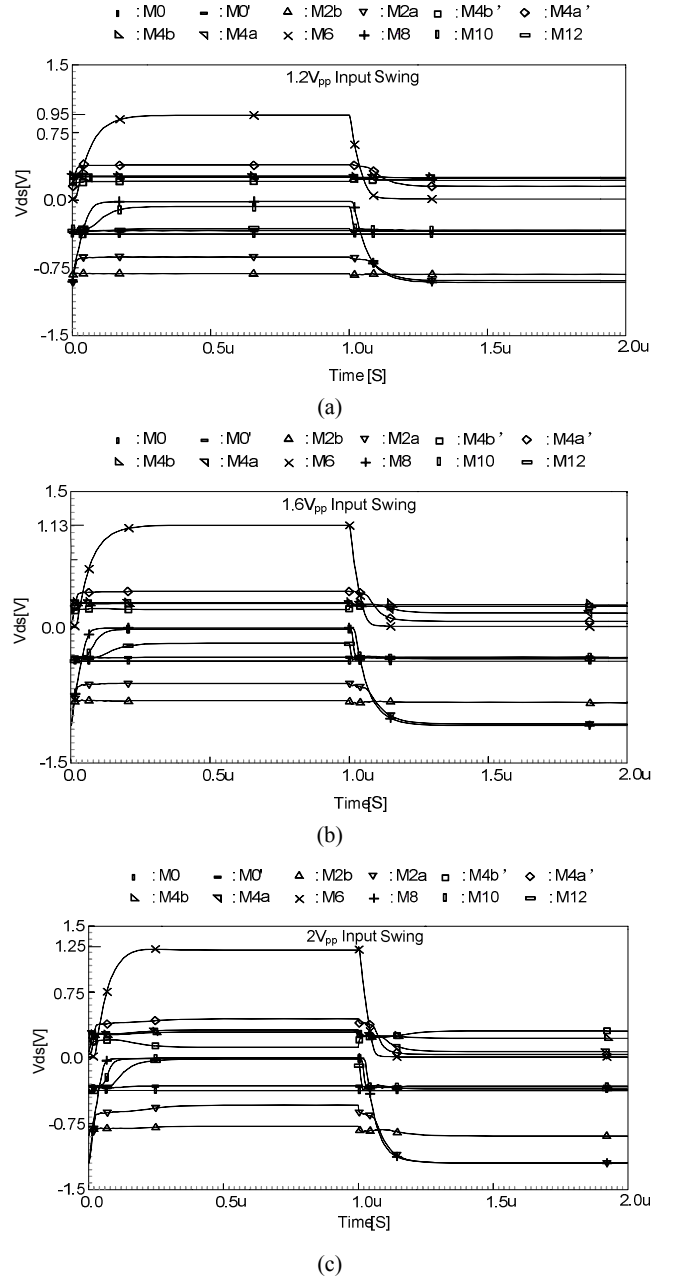 : M0 : M0' : M2b : M2a : M4b' : M4a'
: M4b : M4a : M6 : M8 : M10 : M12
1.5
1.2Vpp Input Swing
0.95
0.75
Vds[V]
0.0
-0.75
-1.5
0.0 0.5u 1.0u 1.5u 2.0u
Time [S]
(a)
: M0 : M0' : M2b : M2a : M4b' : M4a'
: M4b : M4a : M6 : M8 : M10 : M12
1.5
1.6Vpp Input Swing
1.13
Vds[V]
0.0
-1.5
0.0 0.5u 1.0u 1.5u 2.0u
Time[S]
(b)
: M0 : M0' : M2b : M2a : M4b' : M4a'
: M4b : M4a : M6 : M8 : M10 : M12
1.5
2Vpp Input Swing
1.25
0.75
Vds[V]
0.0
-0.75
-1.5
0.0 0.5u 1.0u 1.5u 2.0u
Time[S]
(c)